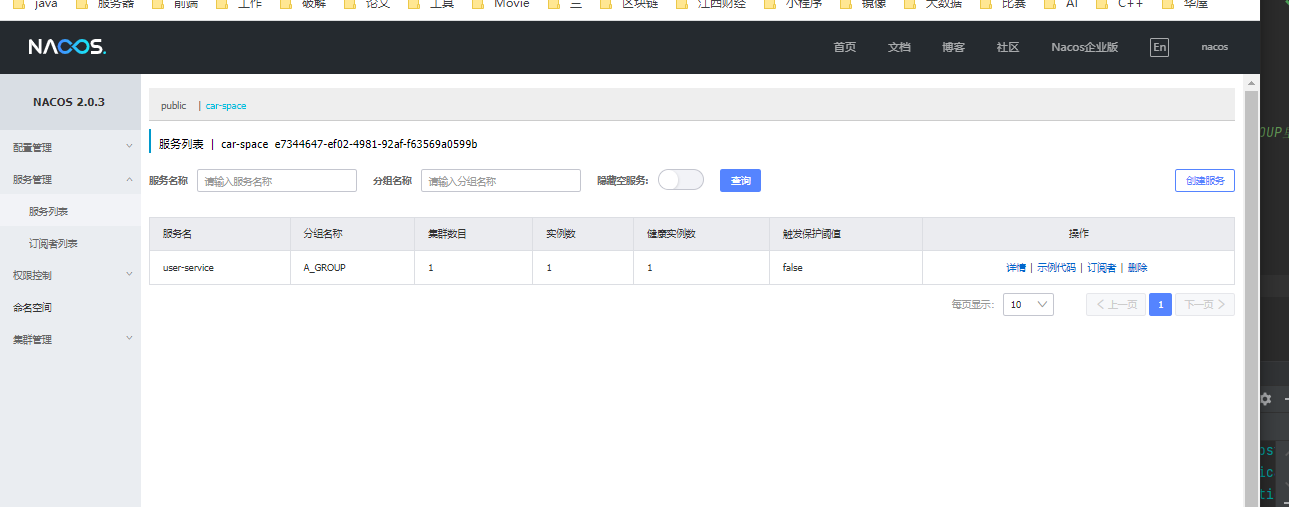 java 服务器 前端 工作 破解 论文 工具 Movie 三 区块链 江西财经 小程序 镜像 大数据 比赛 AI C++ 华厦
NACOS.
首页 文档 博客 社区 Nacos企业版 En nacos
NACOS 2.0.3
配置管理
服务管理
服务列表
订阅者列表
权限控制
命名空间
集群管理
public | car-space
服务列表 | car-space e7344647-ef02-4981-92af-f63569a0599b
服务名称 请输入服务名称 分组名称 请输入分组名称 隐藏空服务: 查询 创建服务
服务名 分组名称 集群数目 实例数 健康实例数 触发保护阈值 操作
user-service A_GROUP 1 1 1 false 详情 | 示例代码 | 订阅者 | 删除
每页显示: 10 上一页 1 下一页
OUP
os
ic
ti